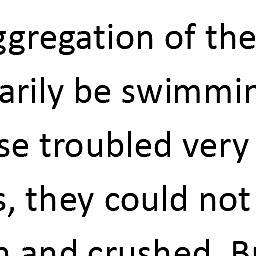 ggregation of the
arily be swimmin
se troubled very
s, they could not
and crushed. B